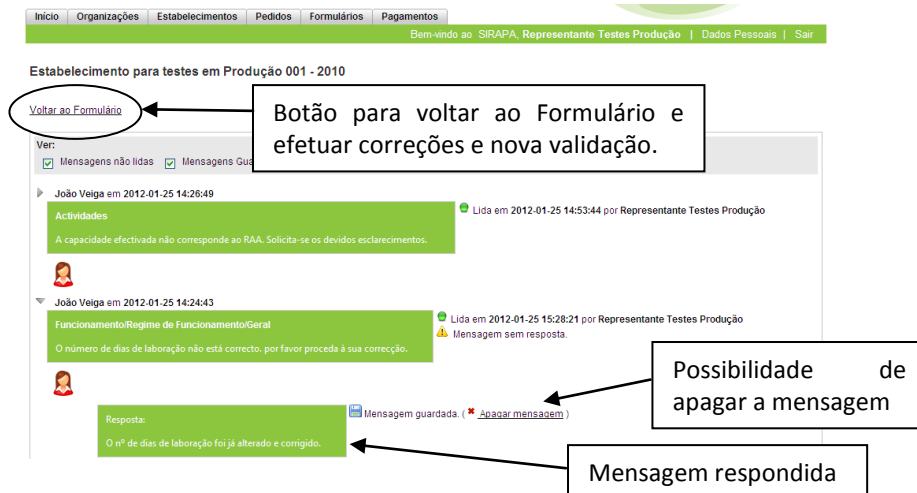 Início Organizações Estabelecimentos Pedidos Formulários Pagamentos
Bem-vindo ao SIRAPA, Representante Testes Produção | Dados Pessoais | Sair
Estabelecimento para testes em Produção 001 - 2010
Voltar ao Formulário
Botão para voltar ao Formulário e
efetuar correções e nova validação.
Ver:
Mensagens não lidas Mensagens Gua
João Veiga em 2012-01-25 14:26:49
Actividades
A capacidade efectivada não corresponde ao RAA. Solicita-se os devidos esclarecimentos.
Lida em 2012-01-25 14:53:44 por Representante Testes Produção
João Veiga em 2012-01-25 14:24:43
Funcionamento/Regime de Funcionamento/Geral
O número de dias de laboração não está correcto. por favor proceda à sua correcção.
Lida em 2012-01-25 15:28:21 por Representante Testes Produção
Mensagem sem resposta.
Possibilidade de
apagar a mensagem
Resposta:
O nº de dias de laboração foi já alterado e corrigido.
Mensagem guardada. ( Apagar mensagem )
Mensagem respondida